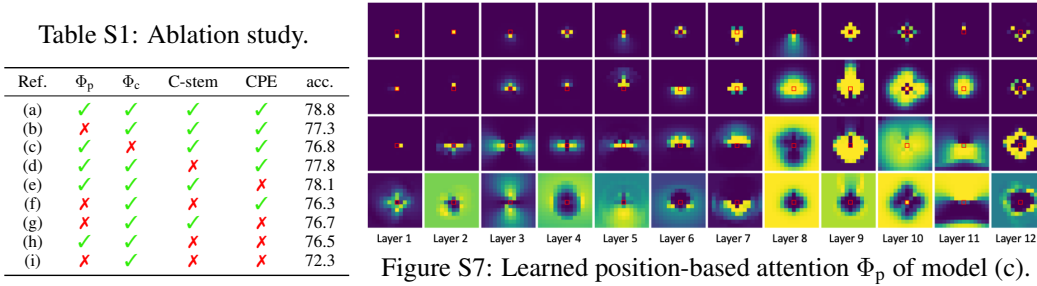 Table S1: Ablation study.
Ref. Φp Φc C-stem CPE acc.
(a) ✓ ✓ ✓ ✓ 78.8
(b) ✗ ✓ ✓ ✓ 77.3
(c) ✓ ✗ ✓ ✓ 76.8
(d) ✓ ✓ ✗ ✓ 77.8
(e) ✓ ✓ ✓ ✗ 78.1
(f) ✗ ✓ ✗ ✓ 76.3
(g) ✗ ✓ ✓ ✗ 76.7
(h) ✓ ✓ ✗ ✗ 76.5
(i) ✗ ✓ ✗ ✗ 72.3
Layer 1 Layer 2 Layer 3 Layer 4 Layer 5 Layer 6 Layer 7 Layer 8 Layer 9 Layer 10 Layer 11 Layer 12
Figure S7: Learned position-based attention Φp of model (c).